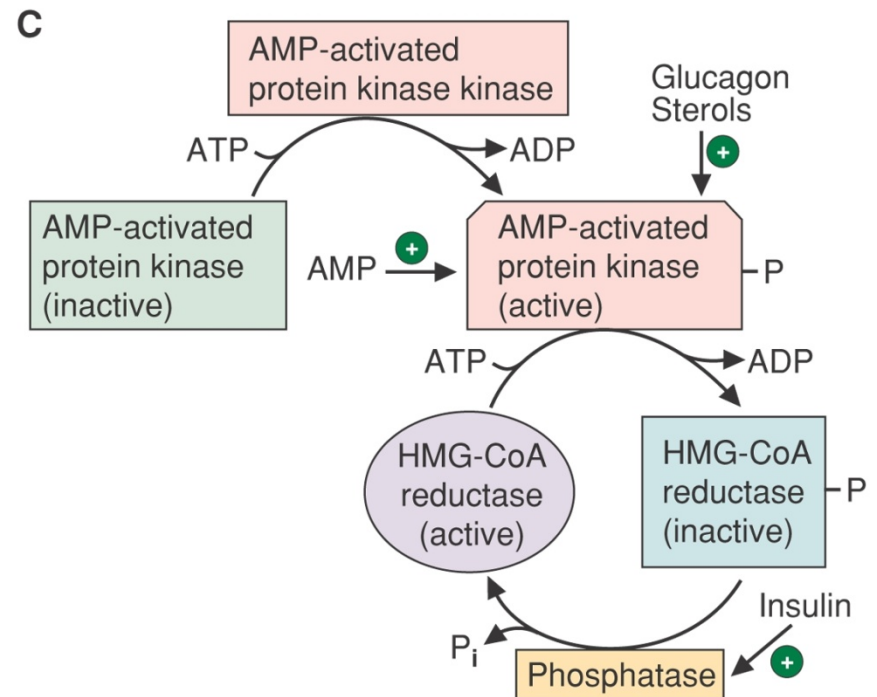 C
AMP-activated
protein kinase kinase
Glucagon
Sterols
+
ATP
ADP
AMP-activated
protein kinase
(inactive)
AMP
+
AMP-activated
protein kinase
(active)
P
ATP
ADP
HMG-CoA
reductase
(active)
HMG-CoA
reductase
(inactive)
P
Insulin
+
Pi
Phosphatase